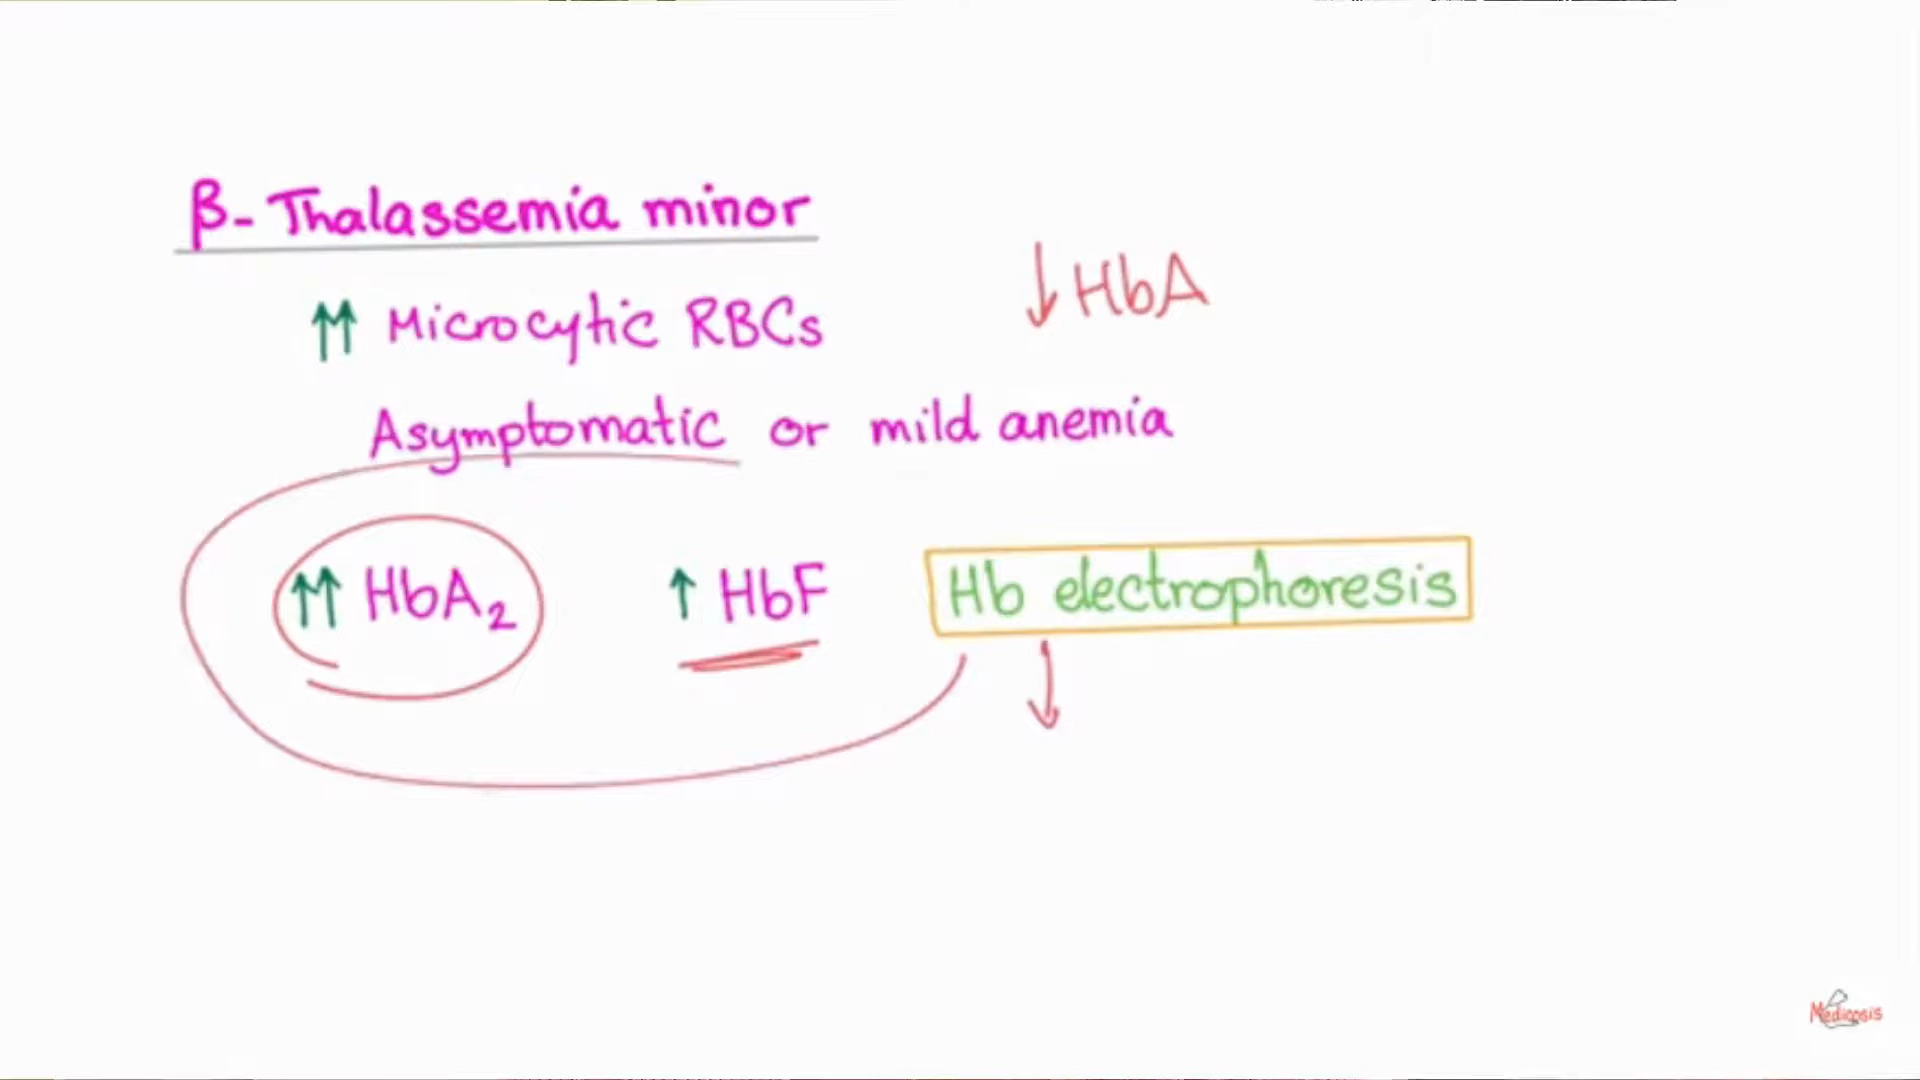 β-Thalassemia minor
↑↑ Microcytic RBCs
↓ HbA
Asymptomatic or mild anemia
↑↑ HbA₂ ↑ HbF Hb electrophoresis
Medicosis